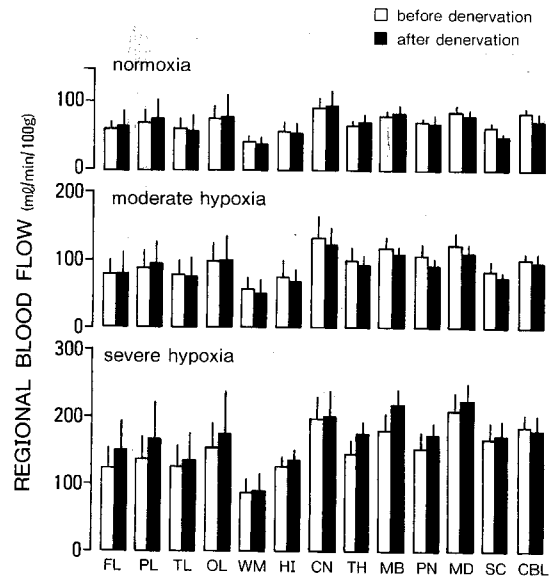 before denervation
after denervation
normoxia
100
0
moderate hypoxia
200
100
0
severe hypoxia
300
200
100
0
REGIONAL BLOOD FLOW (mℓ/min/100g)
FL PL TL OL WM HI CN TH MB PN MD SC CBL